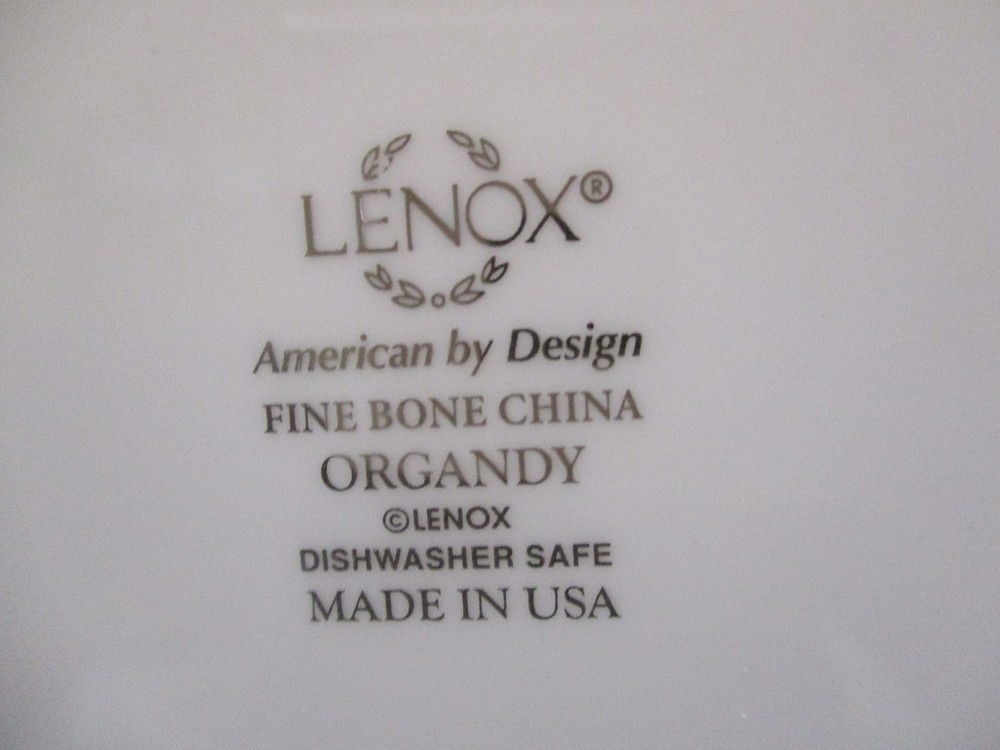 LENOX®
American by Design
FINE BONE CHINA
ORGANDY
©LENOX
DISHWASHER SAFE
MADE IN USA